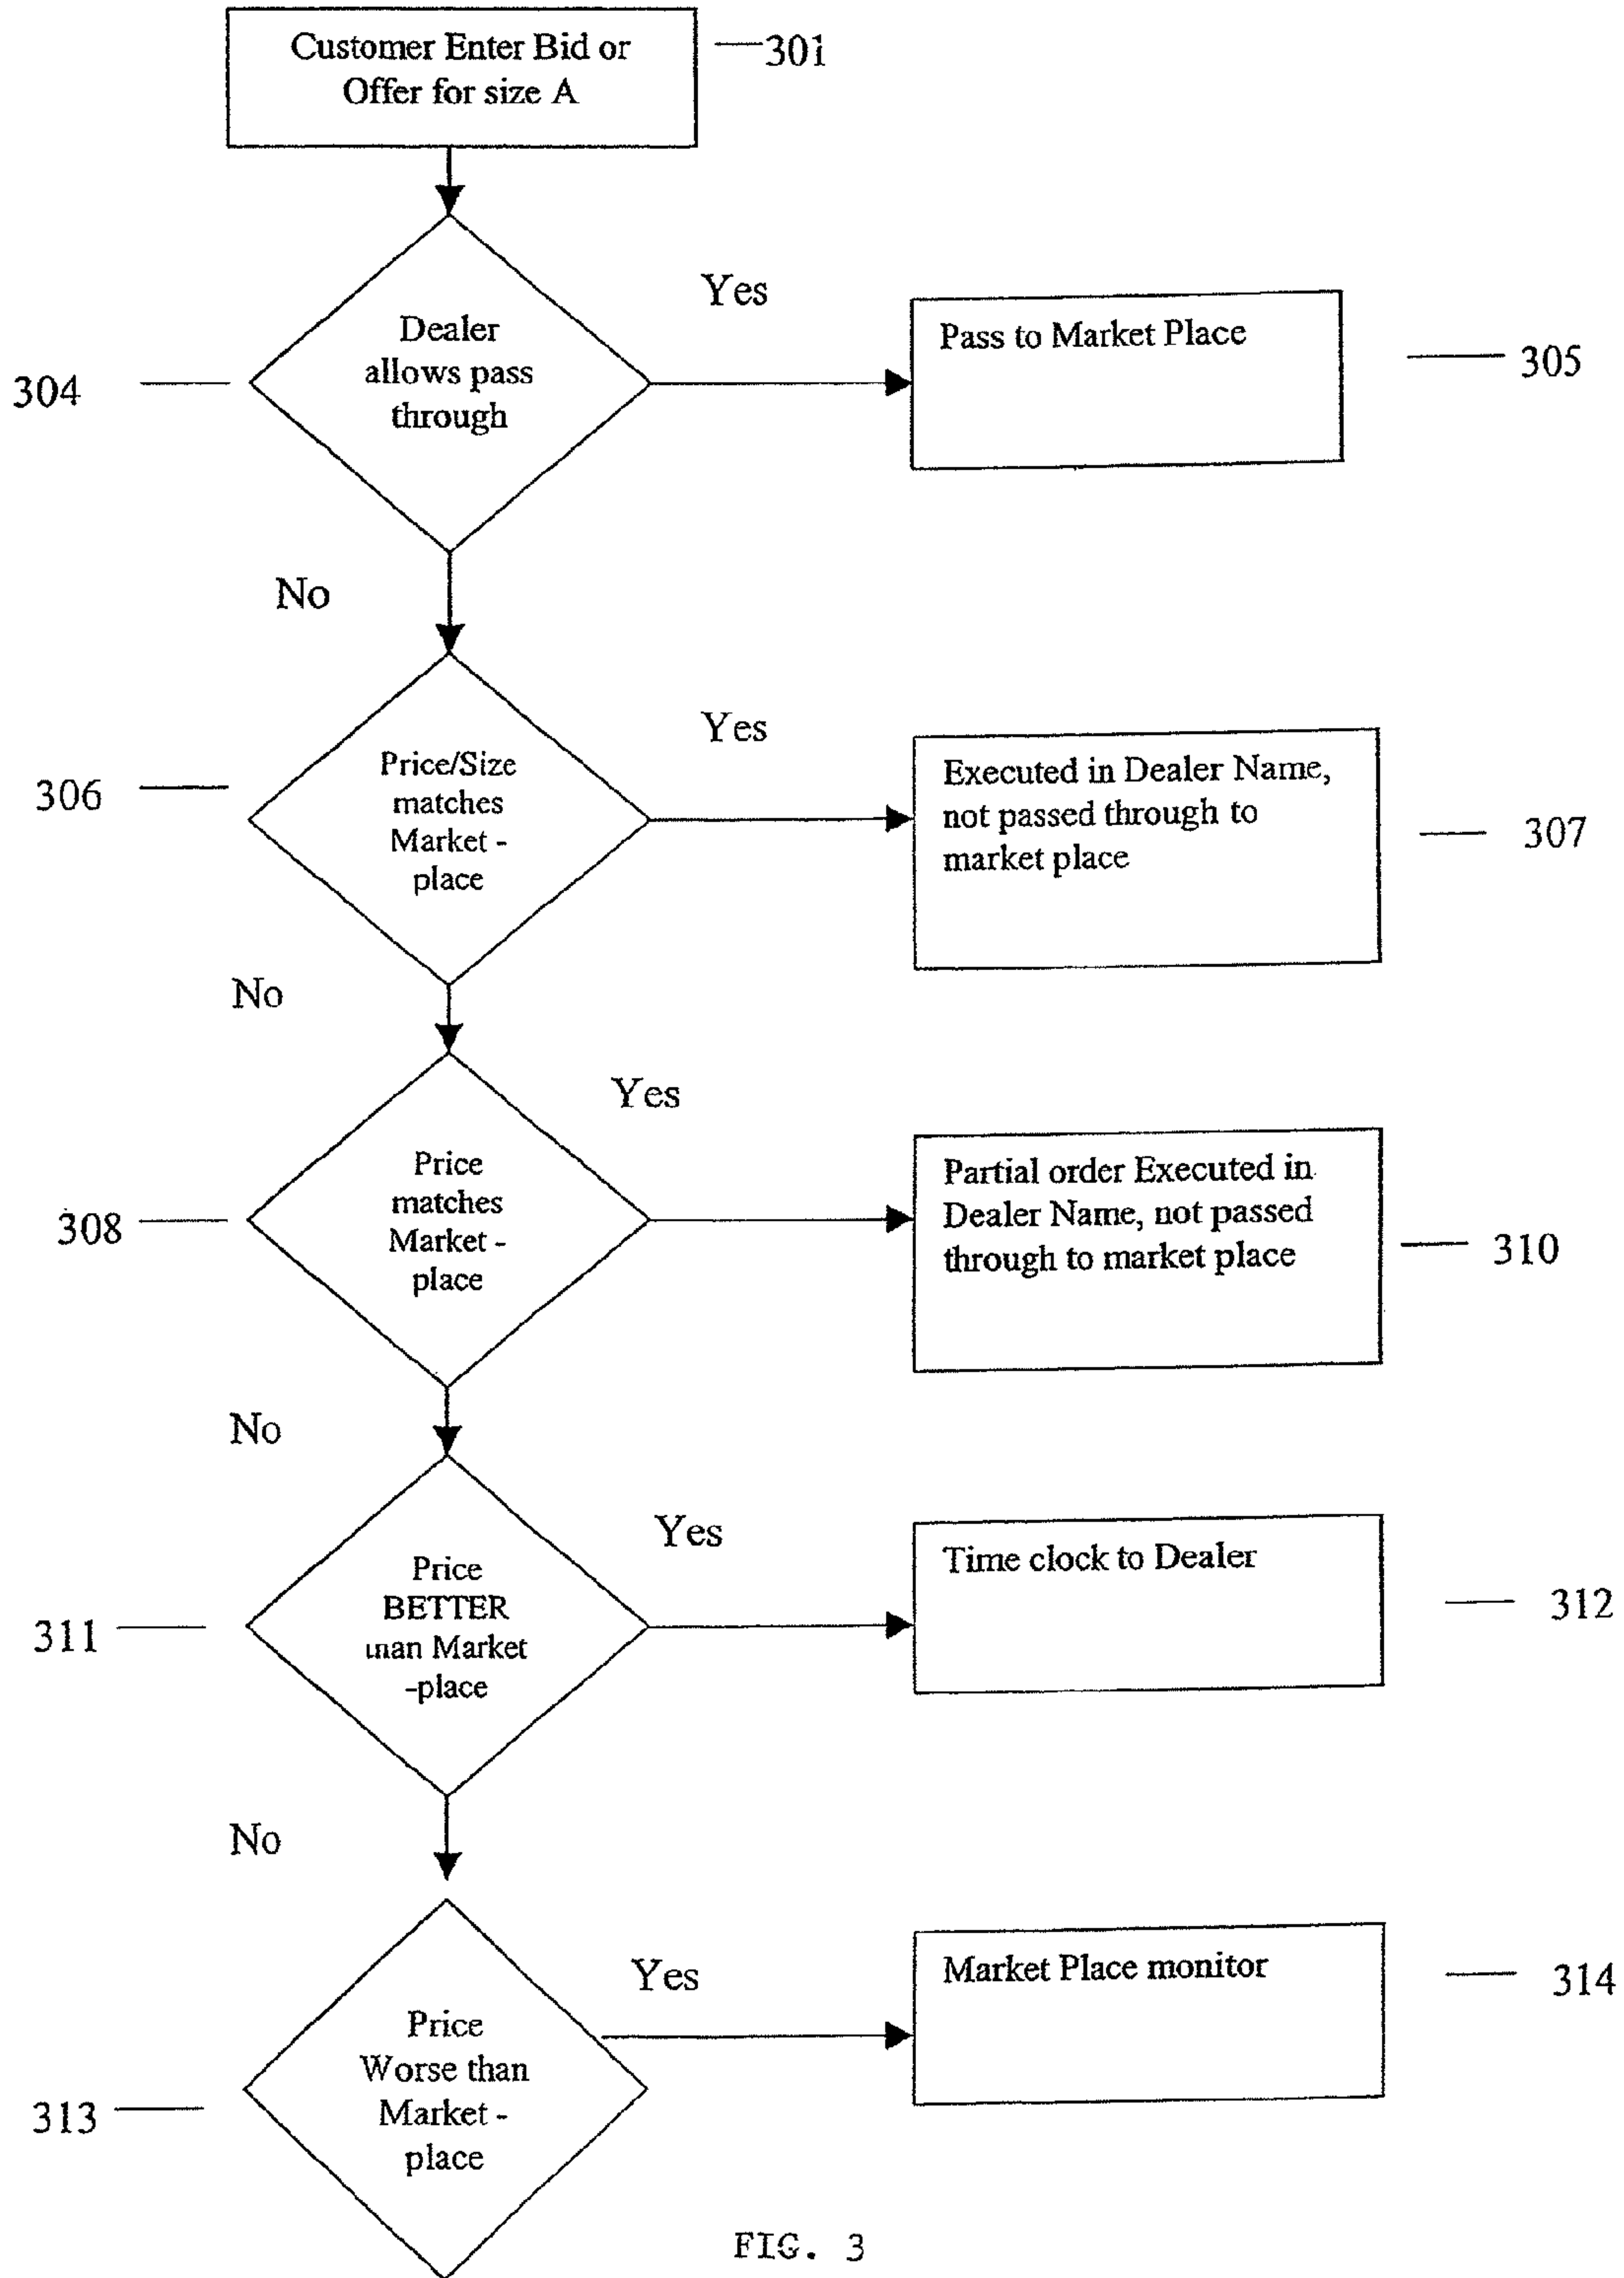 Customer Enter Bid or
Offer for size A
301
Dealer
allows pass
through
304
Yes
Pass to Market Place
305
No
Price/Size
matches
Market -
place
306
Yes
Executed in Dealer Name,
not passed through to
market place
307
No
Price
matches
Market -
place
308
Yes
Partial order Executed in
Dealer Name, not passed
through to market place
310
No
Price
BETTER
than Market
-place
311
Yes
Time clock to Dealer
312
No
Price
Worse than
Market -
place
313
Yes
Market Place monitor
314
FIG. 3